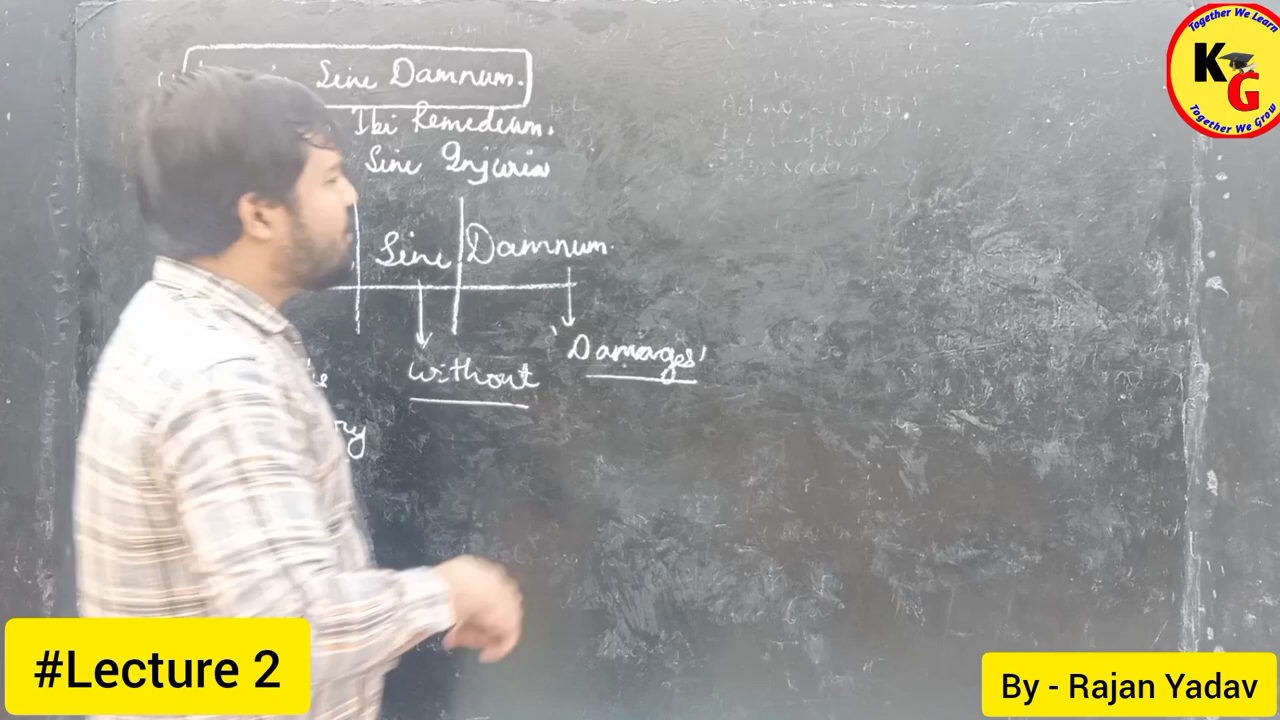 Sine Damnum.
Ibi Remedium.
Sine Injuria
Sine Damnum.
'Damages'
without
ry
Together We Learn
KG
Together We Grow
#Lecture 2
By - Rajan Yadav